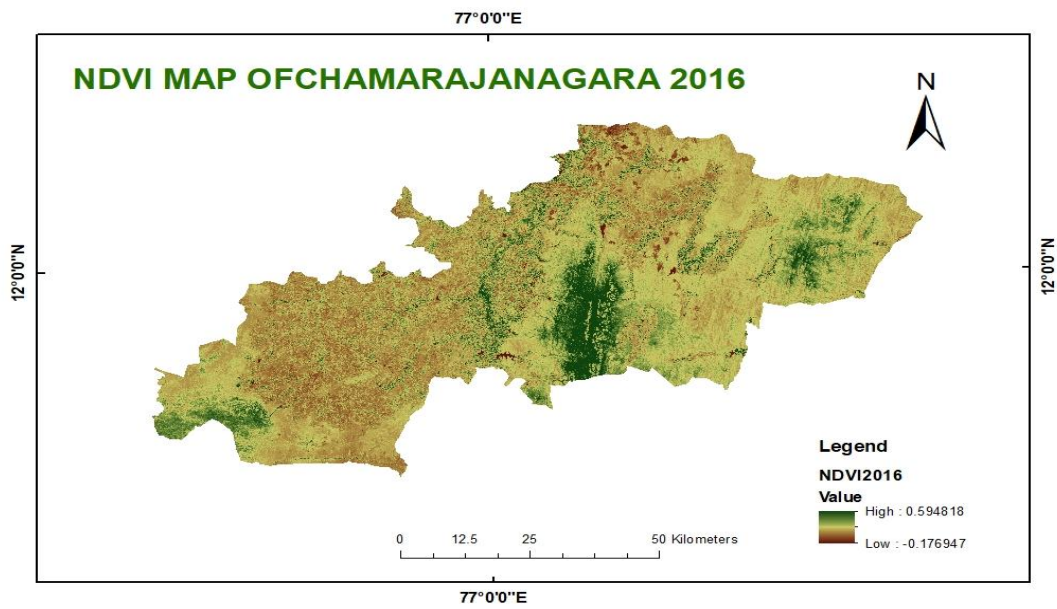 77°0'0"E
NDVI MAP OFCHAMARAJANAGARA 2016
N
12°0'0"N
12°0'0"N
Legend
NDVI2016
Value
High : 0.594818
Low : -0.176947
0 12.5 25 50 Kilometers
77°0'0"E